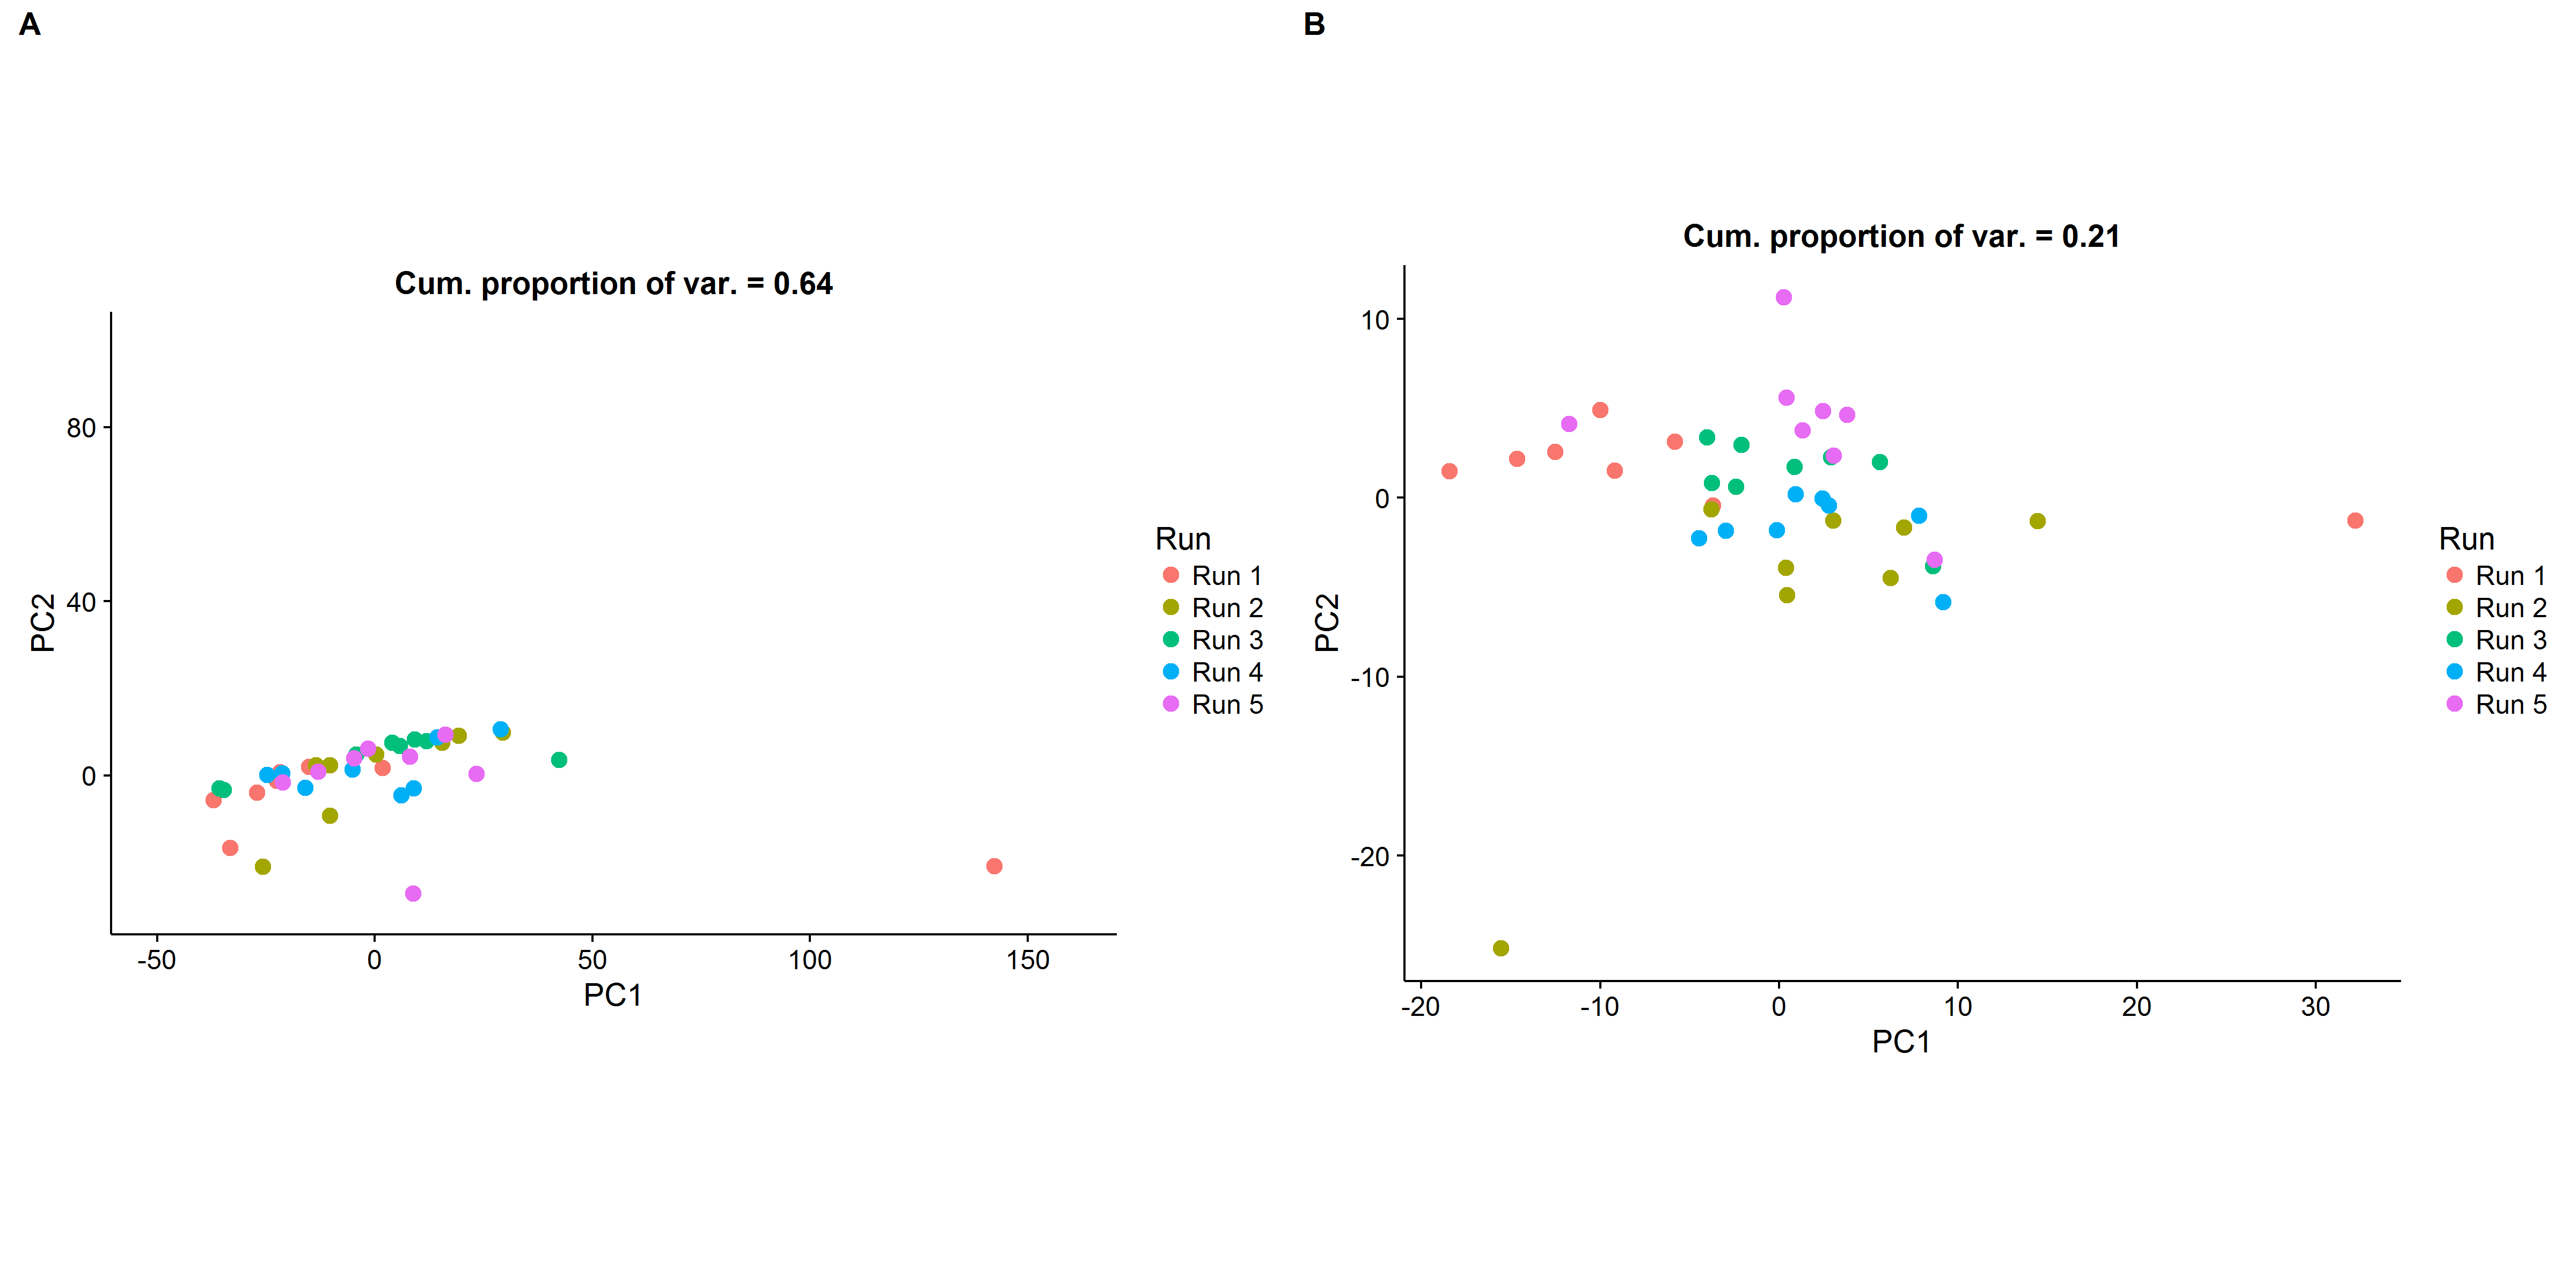 A
Cum. proportion of var. = 0.64
80
40
0
PC2
-50
0
50
100
150
PC1
Run
Run 1
Run 2
Run 3
Run 4
Run 5
B
Cum. proportion of var. = 0.21
10
0
-10
-20
PC2
-20
-10
0
10
20
30
PC1
Run
Run 1
Run 2
Run 3
Run 4
Run 5